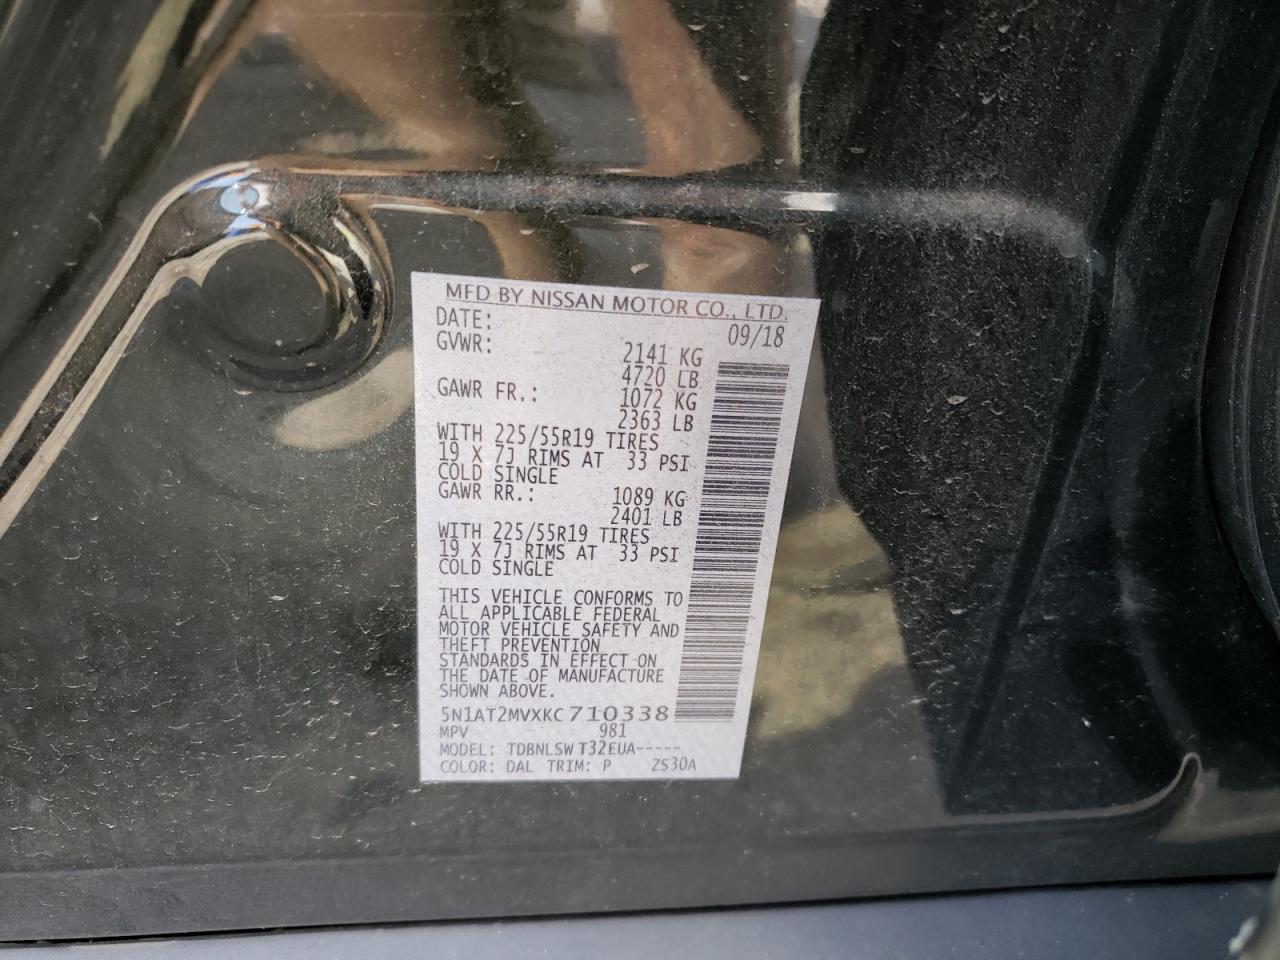 MFD BY NISSAN MOTOR CO., LTD.
DATE: 09/18
GVWR: 2141 KG
4720 LB
GAWR FR.: 1072 KG
2363 LB
WITH 225/55R19 TIRES
19 X 7J RIMS AT 33 PSI
COLD SINGLE
GAWR RR.: 1089 KG
2401 LB
WITH 225/55R19 TIRES
19 X 7J RIMS AT 33 PSI
COLD SINGLE
THIS VEHICLE CONFORMS TO
ALL APPLICABLE FEDERAL
MOTOR VEHICLE SAFETY AND
THEFT PREVENTION
STANDARDS IN EFFECT ON
THE DATE OF MANUFACTURE
SHOWN ABOVE.
5N1AT2MVXKC710338
MPV 981
MODEL: TDBNLSW T32EUA-----
COLOR: DAL TRIM: P ZS30A